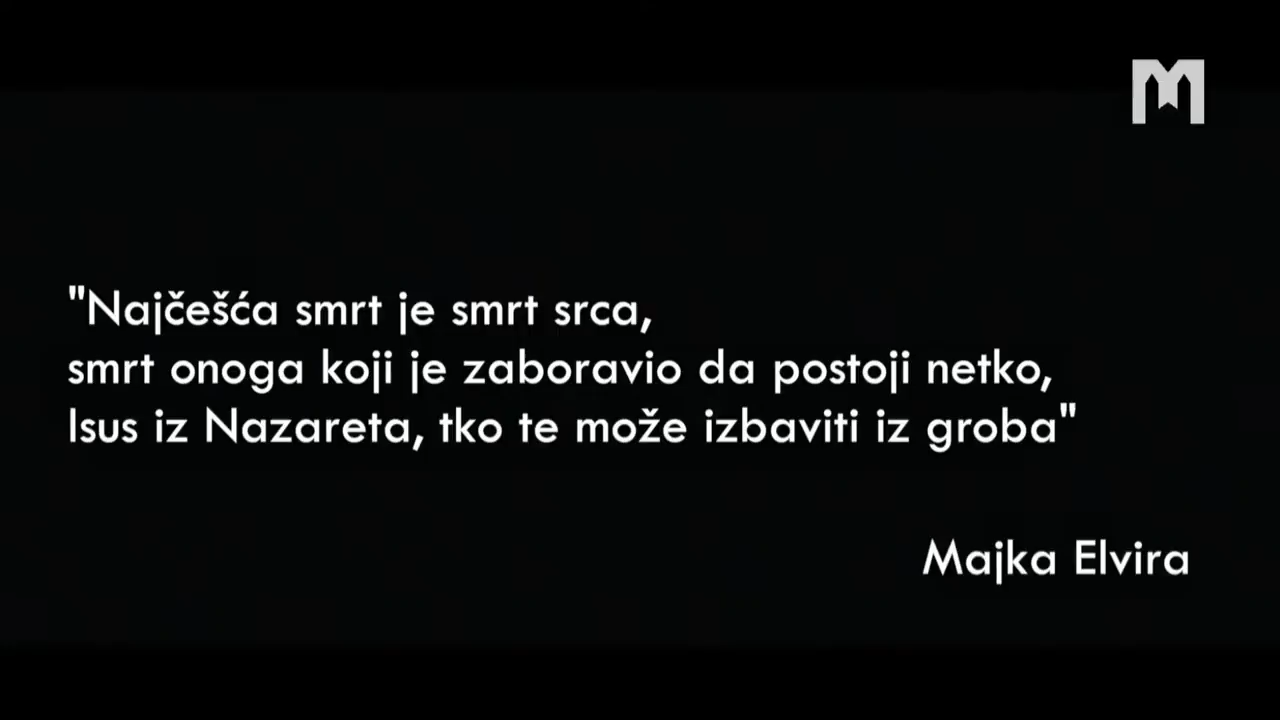 "Najčešća smrt je smrt srca,
smrt onoga koji je zaboravio da postoji netko,
Isus iz Nazareta, tko te može izbaviti iz groba"
Majka Elvira